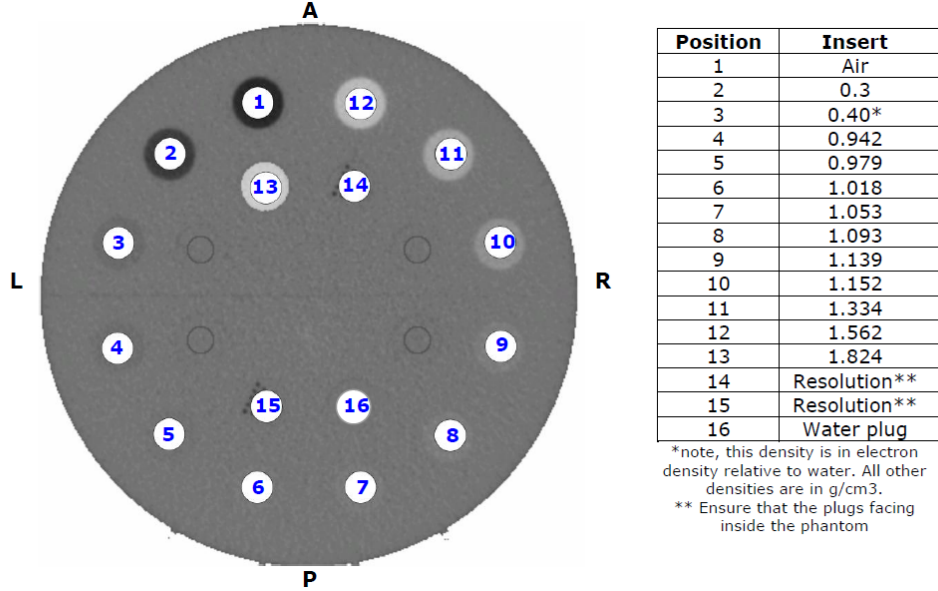 A
1
12
2
11
13
14
3
10
L
R
4
9
15
16
5
8
6
7
P
Position Insert
1 Air
2 0.3
3 0.40*
4 0.942
5 0.979
6 1.018
7 1.053
8 1.093
9 1.139
10 1.152
11 1.334
12 1.562
13 1.824
14 Resolution**
15 Resolution**
16 Water plug
*note, this density is in electron
density relative to water. All other
densities are in g/cm3.
** Ensure that the plugs facing
inside the phantom